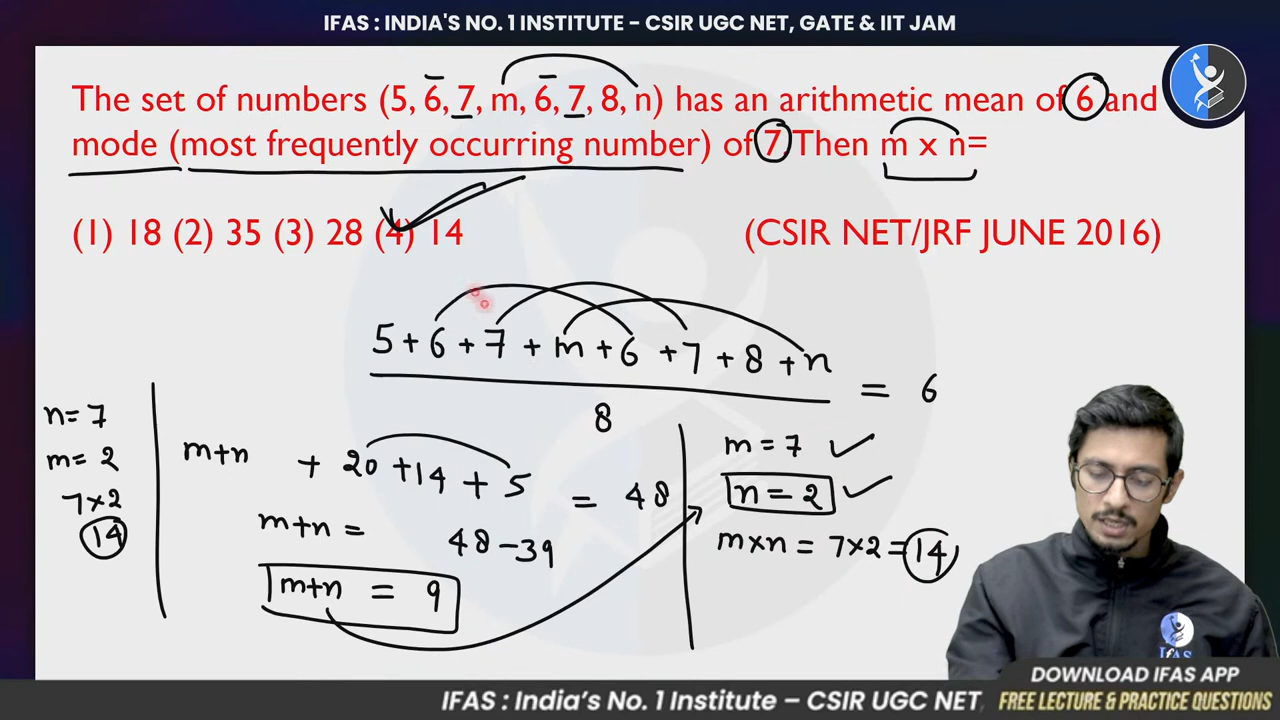 IFAS : INDIA'S NO. 1 INSTITUTE – CSIR UGC NET, GATE & IIT JAM
The set of numbers (5, 6, 7, m, 6, 7, 8, n) has an arithmetic mean of 6 and
mode (most frequently occurring number) of 7. Then m x n=
(1) 18 (2) 35 (3) 28 (4) 14 (CSIR NET/JRF JUNE 2016)
5 + 6 + 7 + m + 6 + 7 + 8 + n
= 6
8
n = 7
m = 2
7 × 2
14
m+n + 20 + 14 + 5 = 48
m+n = 48 - 39
m+n = 9
m = 7
n = 2
m×n = 7×2 = 14
IFAS
DOWNLOAD IFAS APP
IFAS : India's No. 1 Institute – CSIR UGC NET,
FREE LECTURE & PRACTICE QUESTIONS